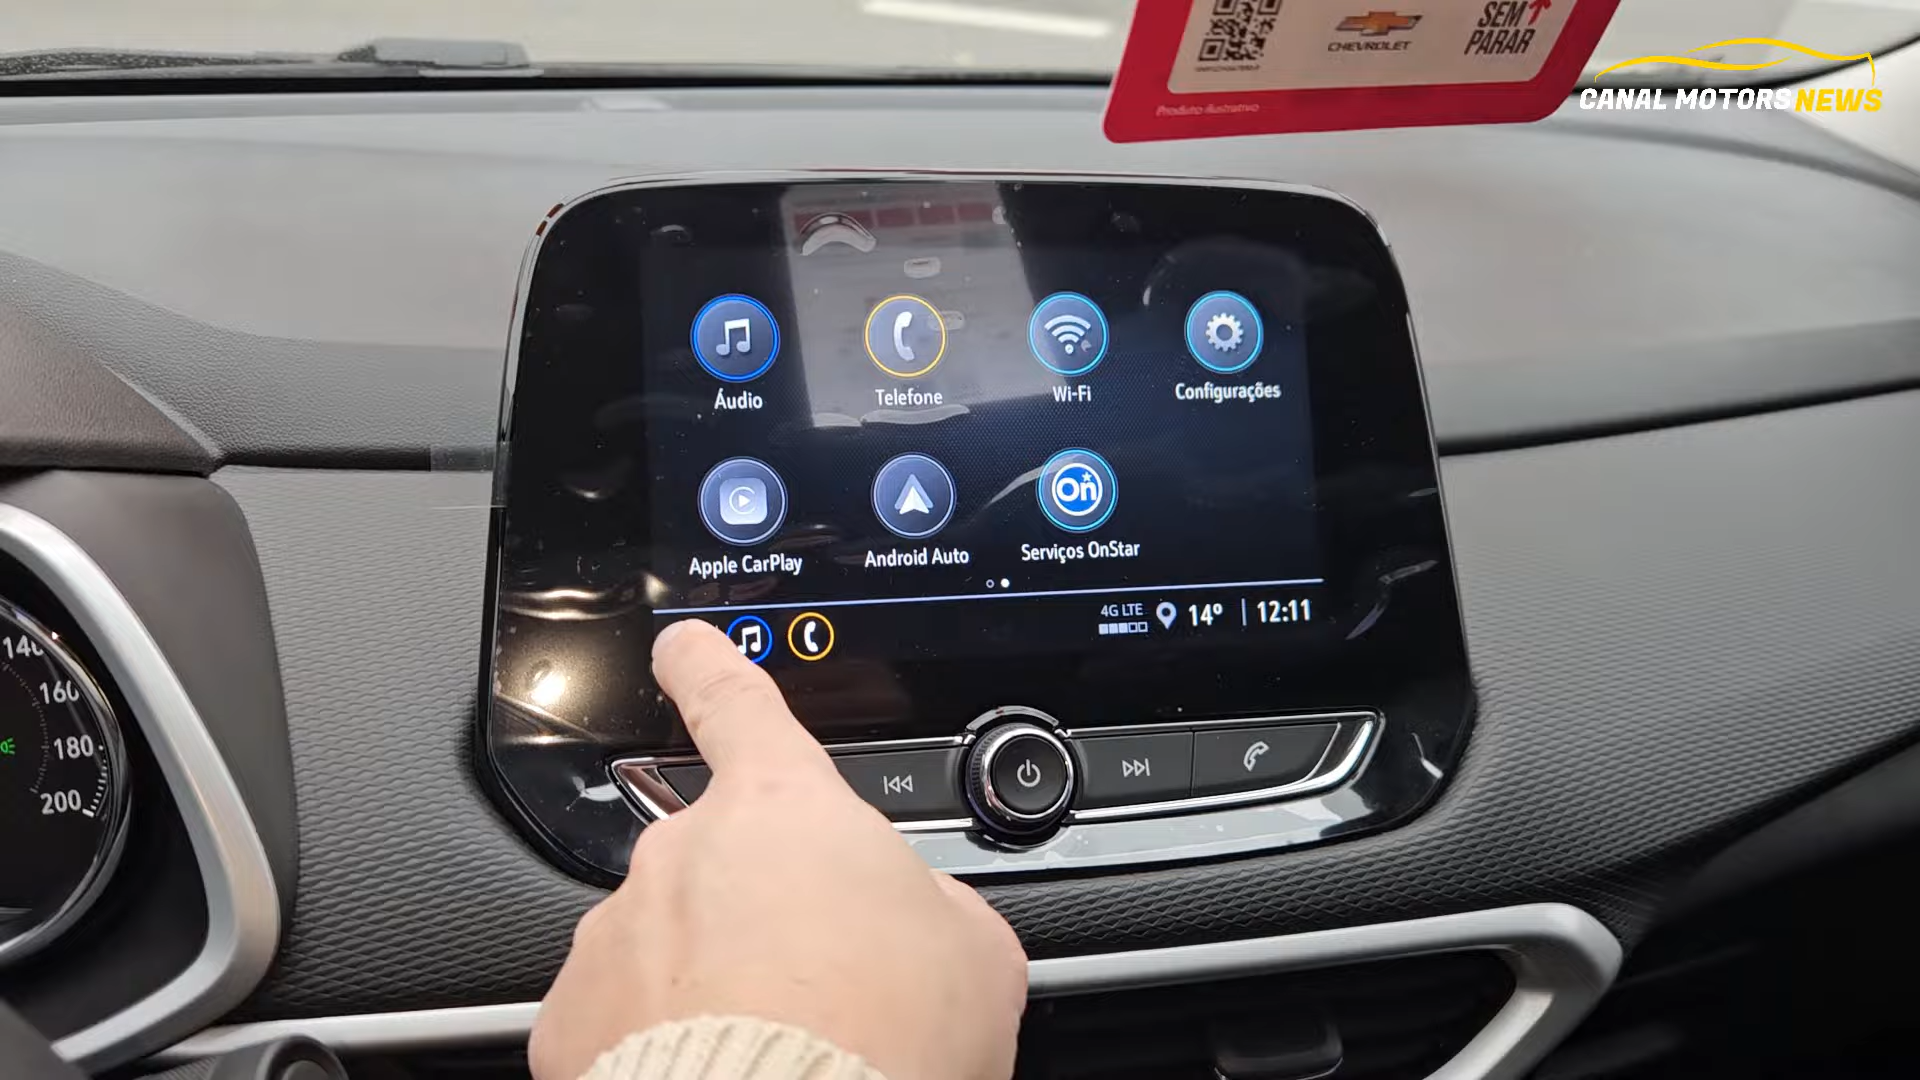 CHEVROLET
SEM
PARAR
Produto ilustrativo
CANAL MOTORS NEWS
Áudio
Telefone
Wi-Fi
Configurações
On
Apple CarPlay
Android Auto
Serviços OnStar
4G LTE
14º
12:11
140
160
180
200